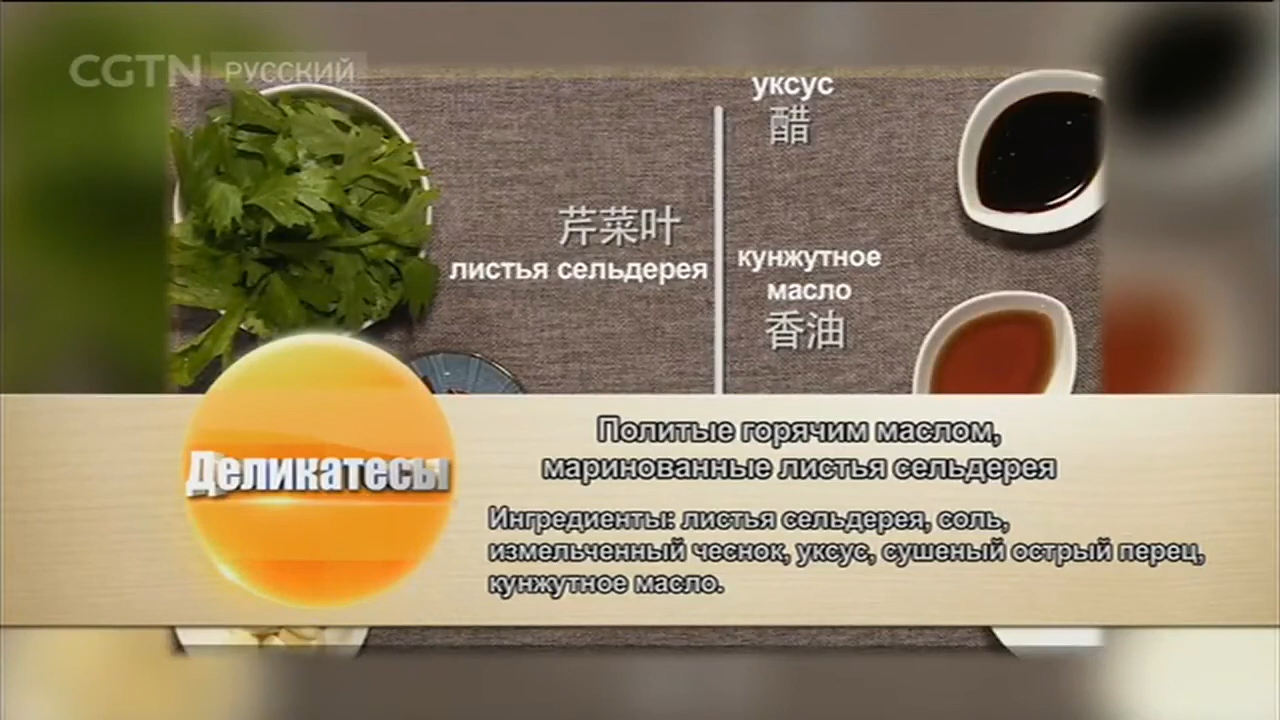 CGTN РУССКИЙ
уксус
醋
芹菜叶
листья сельдерея
кунжутное
масло
香油
Деликатесы
Политые горячим маслом,
маринованные листья сельдерея
Ингредиенты: листья сельдерея, соль,
измельченный чеснок, уксус, сушеный острый перец,
кунжутное масло.